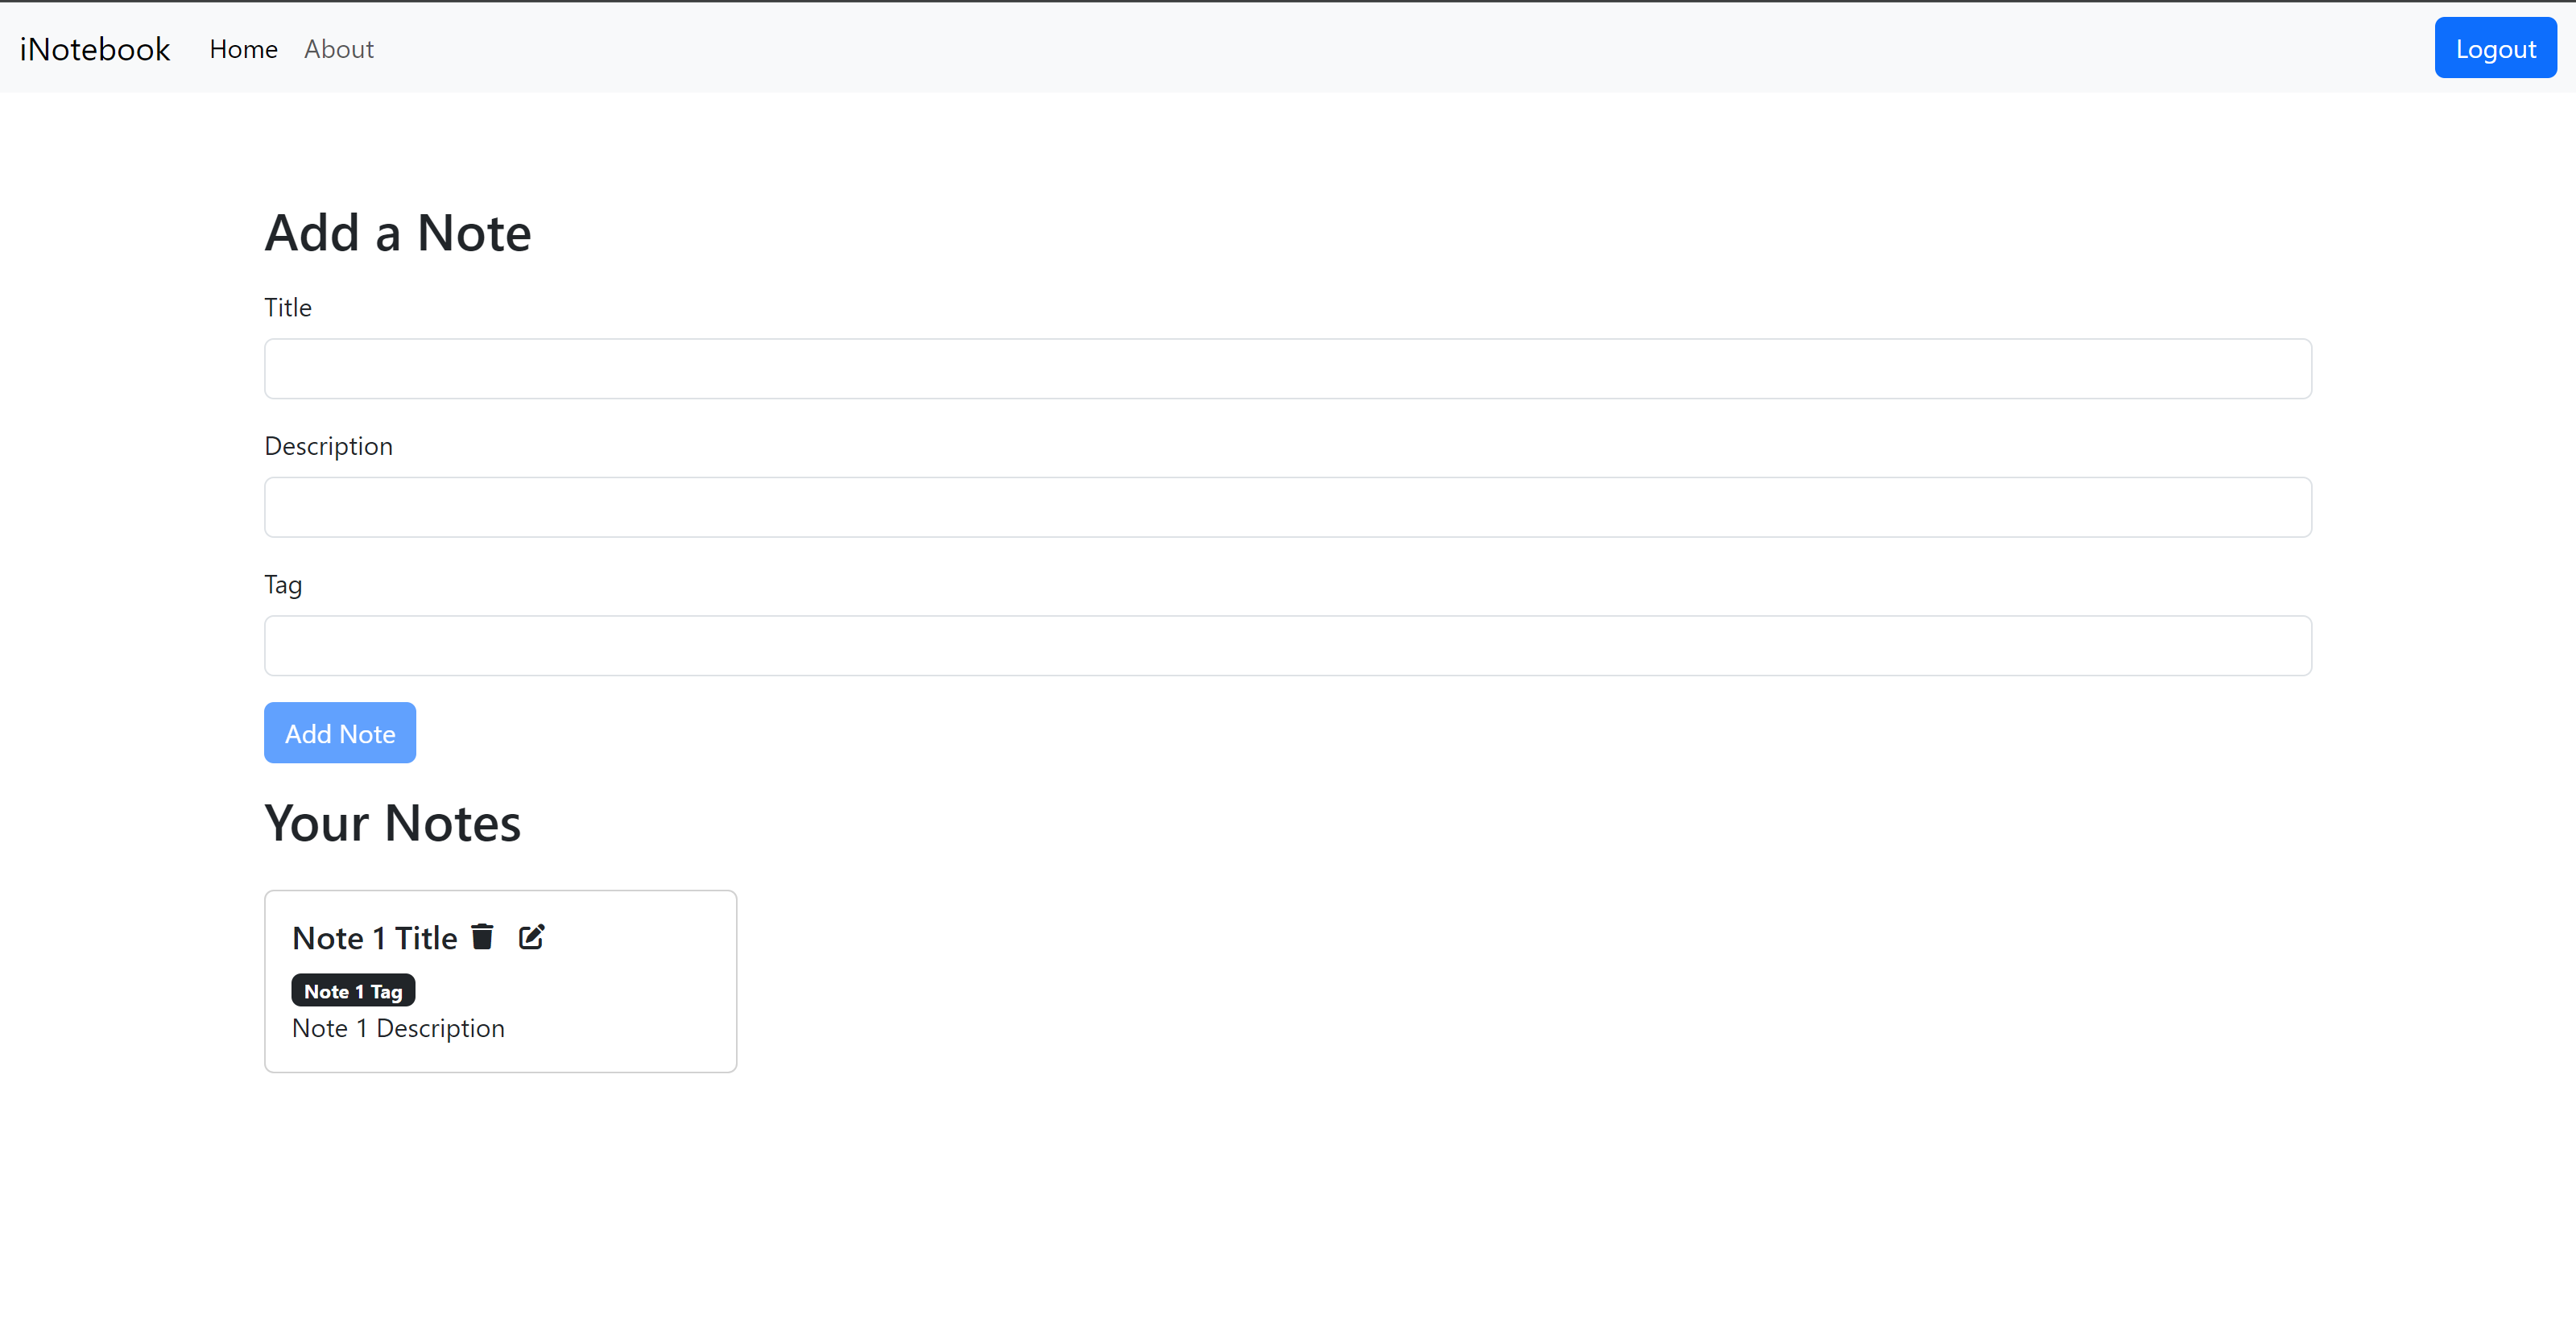 iNotebook Home About Logout
Add a Note
Title
Description
Tag
Add Note
Your Notes
Note 1 Title
Note 1 Tag
Note 1 Description